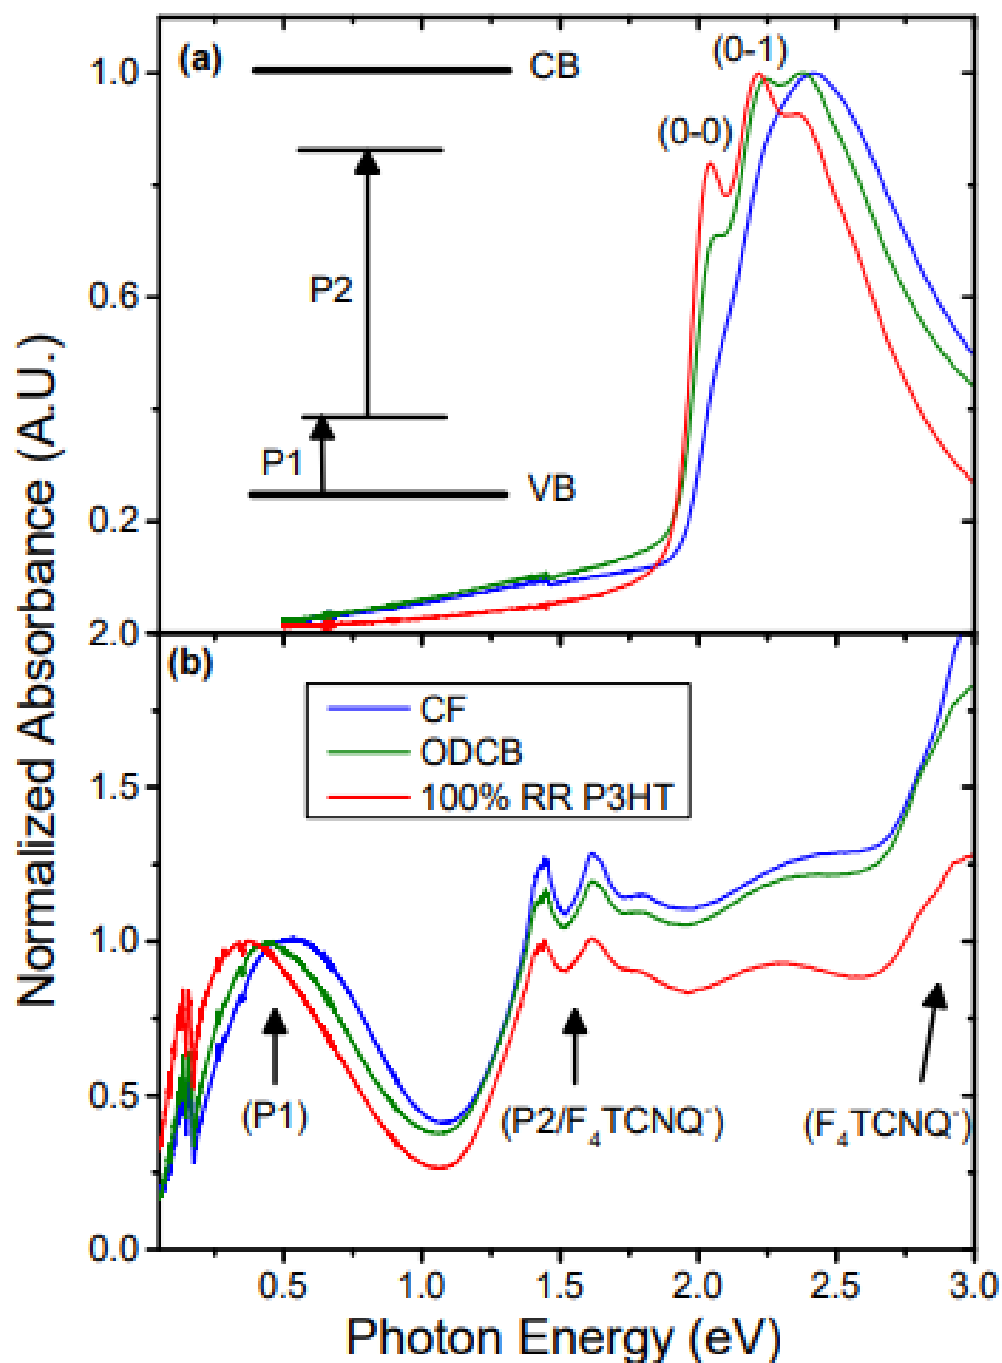 Normalized Absorbance (A.U.)
(a)
CB
(0-1)
(0-0)
P2
P1
VB
1.0
0.6
0.2
2.0
(b)
CF
ODCB
100% RR P3HT
1.5
1.0
0.5
0.0
(P1)
(P2/F₄TCNQ⁻)
(F₄TCNQ⁻)
0.5 1.0 1.5 2.0 2.5 3.0
Photon Energy (eV)